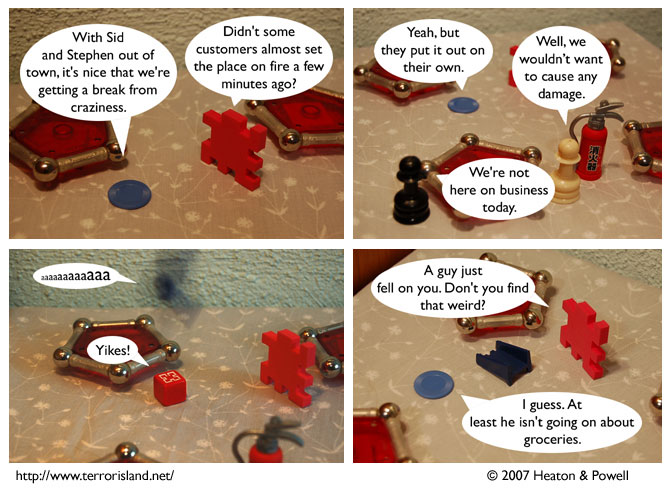 With Sid
and Stephen out of
town, it's nice that we're
getting a break from
craziness.
Didn't some
customers almost set
the place on fire a few
minutes ago?
Yeah, but
they put it out on
their own.
Well, we
wouldn't want
to cause any
damage.
消火器
We're not
here on business
today.
aaaaaaaaaaaa
Yikes!
A guy just
fell on you. Don't you find
that weird?
I guess. At
least he isn't going on about
groceries.
http://www.terrorisland.net/
© 2007 Heaton & Powell